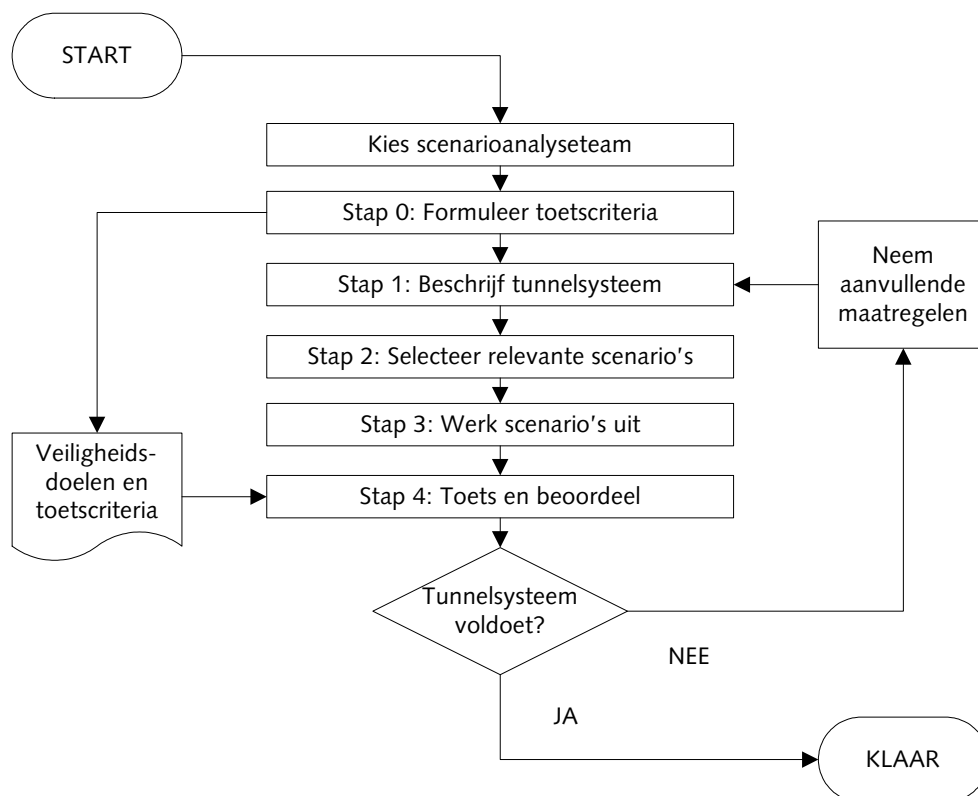 START
Kies scenarioanalyseteam
Stap 0: Formuleer toetscriteria
Stap 1: Beschrijf tunnelsysteem
Neem
aanvullende
maatregelen
Stap 2: Selecteer relevante scenario's
Stap 3: Werk scenario's uit
Veiligheids-
doelen en
toetscriteria
Stap 4: Toets en beoordeel
Tunnelsysteem
voldoet?
NEE
JA
KLAAR